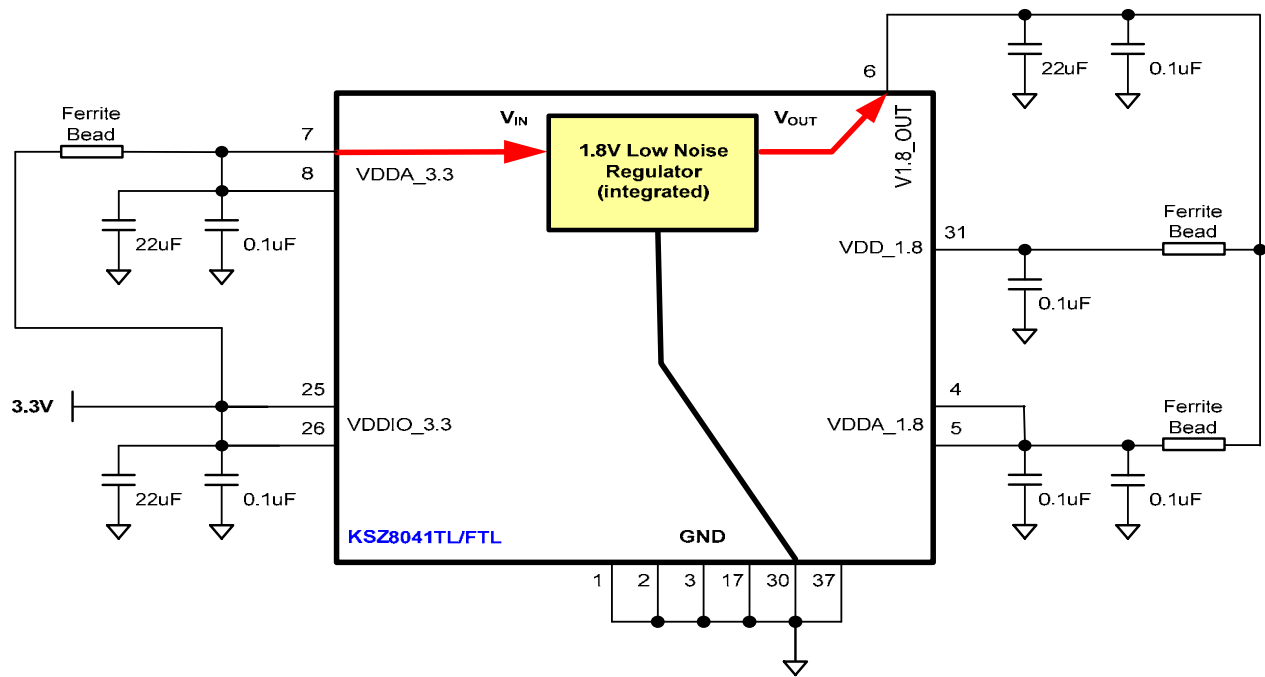 6
22uF
0.1uF
Ferrite
Bead
7
8
VDDA_3.3
22uF
0.1uF
VIN
1.8V Low Noise
Regulator
(integrated)
VOUT
V1.8_OUT
31
VDD_1.8
Ferrite
Bead
0.1uF
3.3V
25
26
VDDIO_3.3
22uF
0.1uF
4
5
VDDA_1.8
Ferrite
Bead
0.1uF
0.1uF
KSZ8041TL/FTL
GND
1
2
3
17
30
37